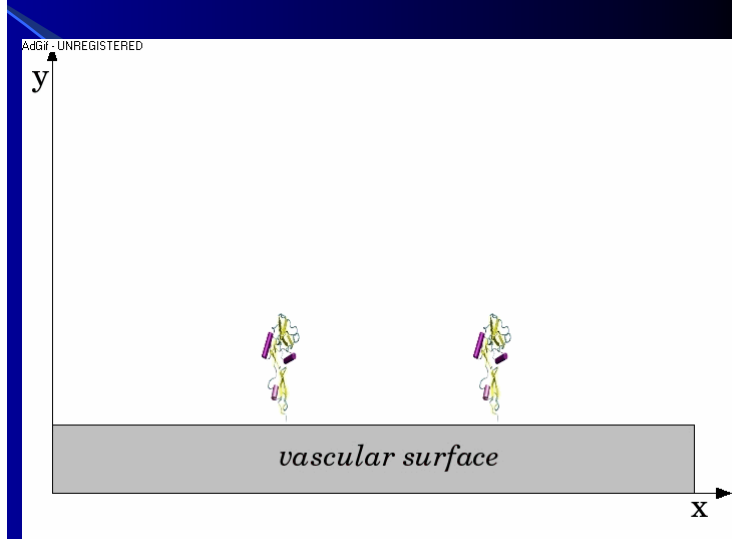 AdGif - UNREGISTERED
y
vascular surface
x